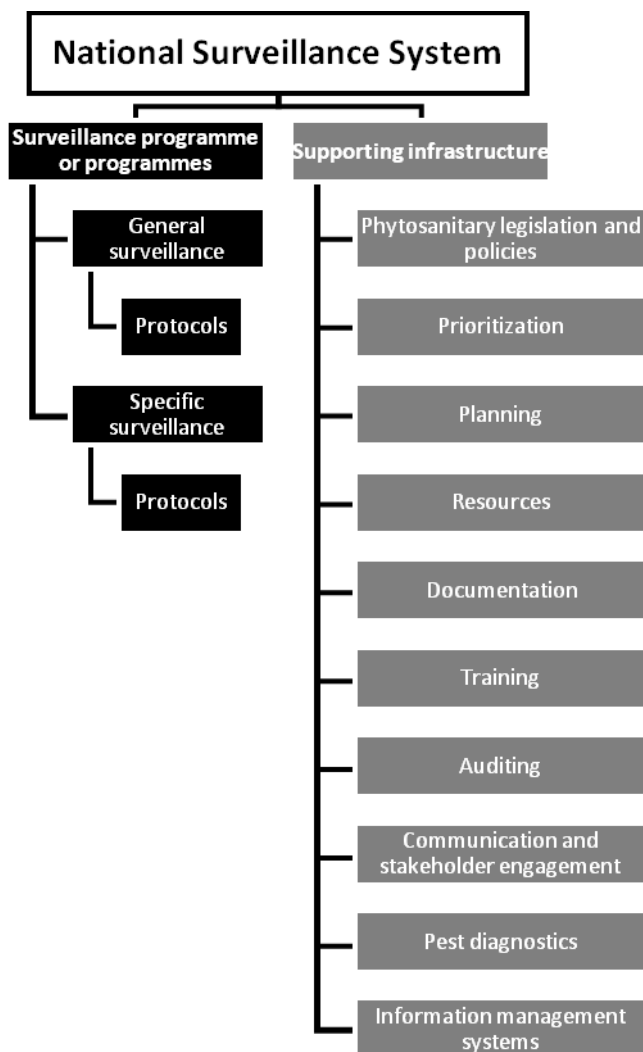 National Surveillance System
Surveillance programme
or programmes
Supporting infrastructure
General
surveillance
Protocols
Specific
surveillance
Protocols
Phytosanitary legislation and
policies
Prioritization
Planning
Resources
Documentation
Training
Auditing
Communication and
stakeholder engagement
Pest diagnostics
Information management
systems